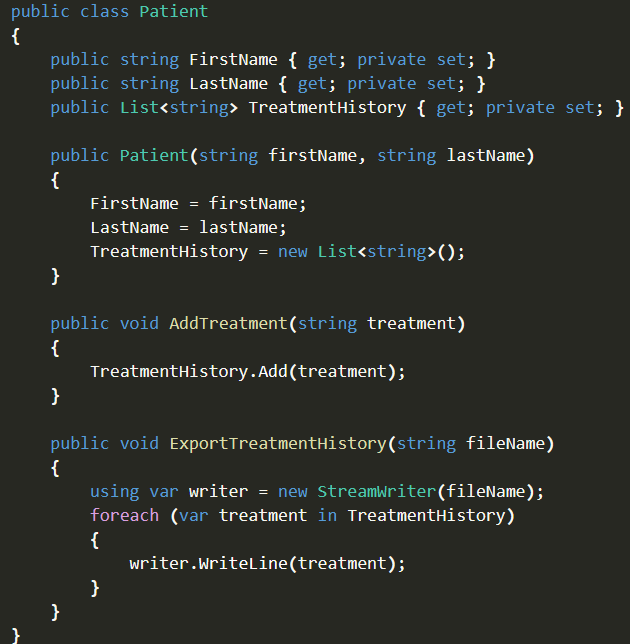 public class Patient
{
    public string FirstName { get; private set; }
    public string LastName { get; private set; }
    public List<string> TreatmentHistory { get; private set; }

    public Patient(string firstName, string lastName)
    {
        FirstName = firstName;
        LastName = lastName;
        TreatmentHistory = new List<string>();
    }

    public void AddTreatment(string treatment)
    {
        TreatmentHistory.Add(treatment);
    }

    public void ExportTreatmentHistory(string fileName)
    {
        using var writer = new StreamWriter(fileName);
        foreach (var treatment in TreatmentHistory)
        {
            writer.WriteLine(treatment);
        }
    }
}